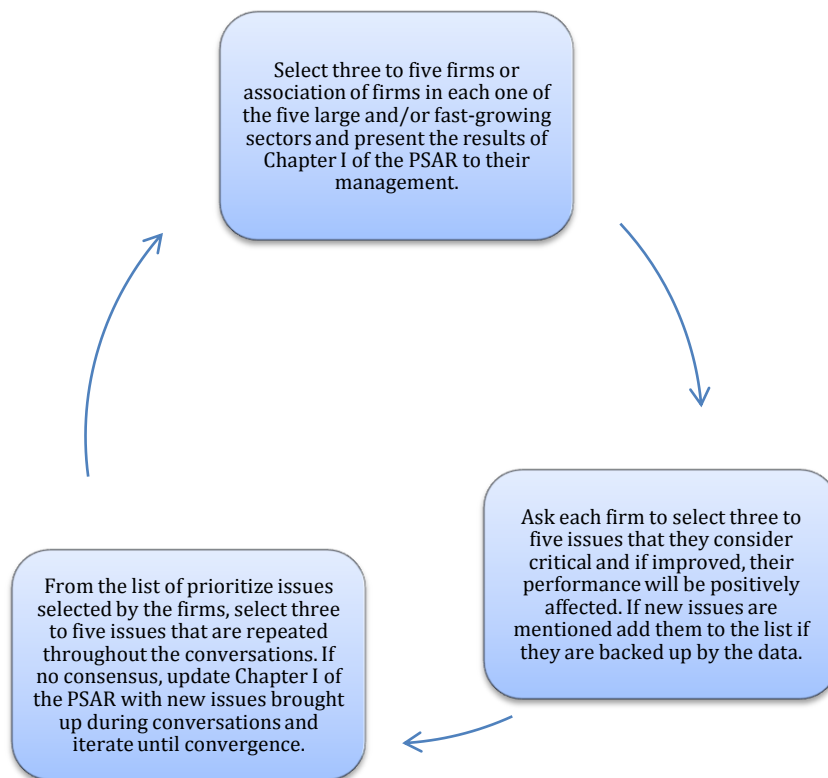 Select three to five firms or
association of firms in each one of
the five large and/or fast-growing
sectors and present the results of
Chapter I of the PSAR to their
management.
Ask each firm to select three to
five issues that they consider
critical and if improved, their
performance will be positively
affected. If new issues are
mentioned add them to the list if
they are backed up by the data.
From the list of prioritize issues
selected by the firms, select three
to five issues that are repeated
throughout the conversations. If
no consensus, update Chapter I of
the PSAR with new issues brought
up during conversations and
iterate until convergence.